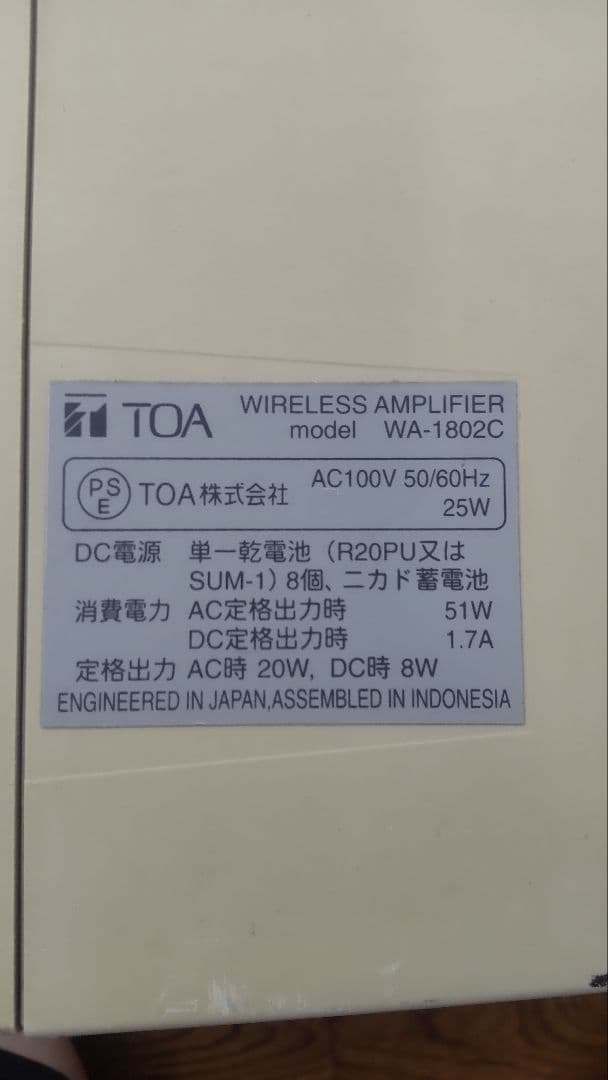 TOA WIRELESS AMPLIFIER
model WA-1802C
PS
E
TOA株式会社 AC100V 50/60Hz
25W
DC電源 単一乾電池（R20PU又は
SUM-1）8個、ニカド蓄電池
消費電力 AC定格出力時 51W
DC定格出力時 1.7A
定格出力 AC時 20W, DC時 8W
ENGINEERED IN JAPAN,ASSEMBLED IN INDONESIA